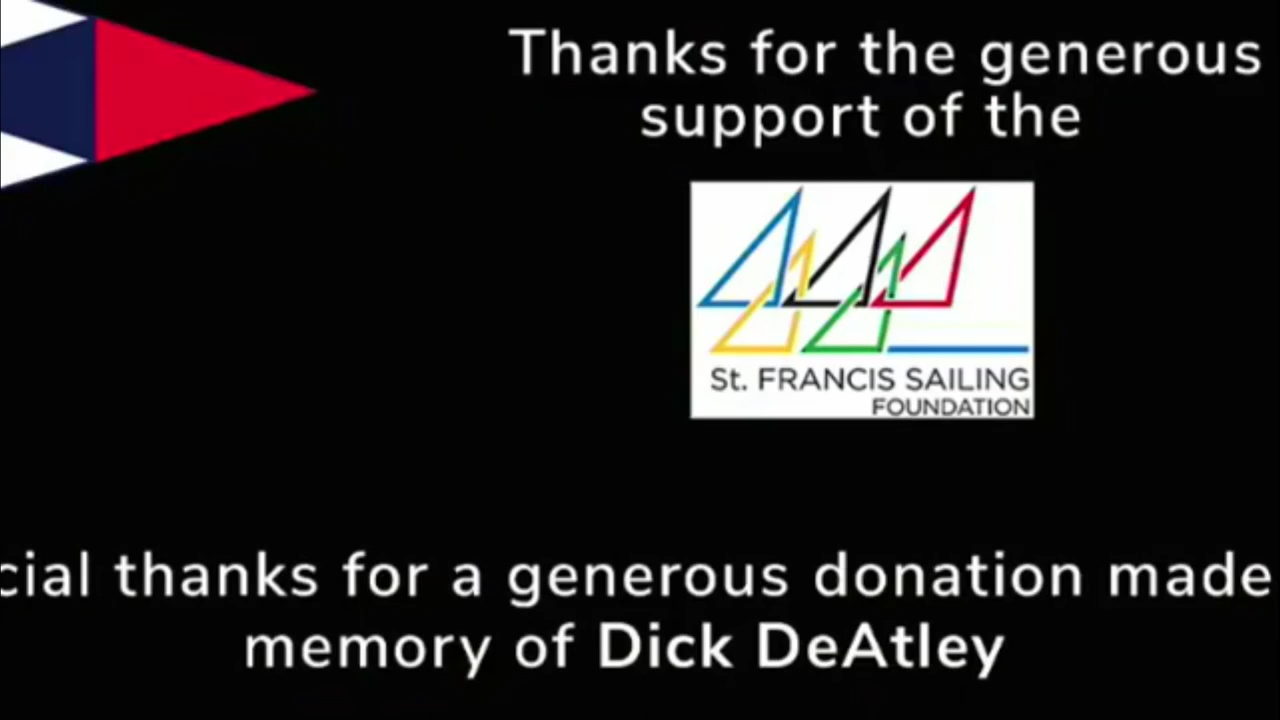 Thanks for the generous
support of the
St. FRANCIS SAILING
FOUNDATION
cial thanks for a generous donation made
memory of Dick DeAtley